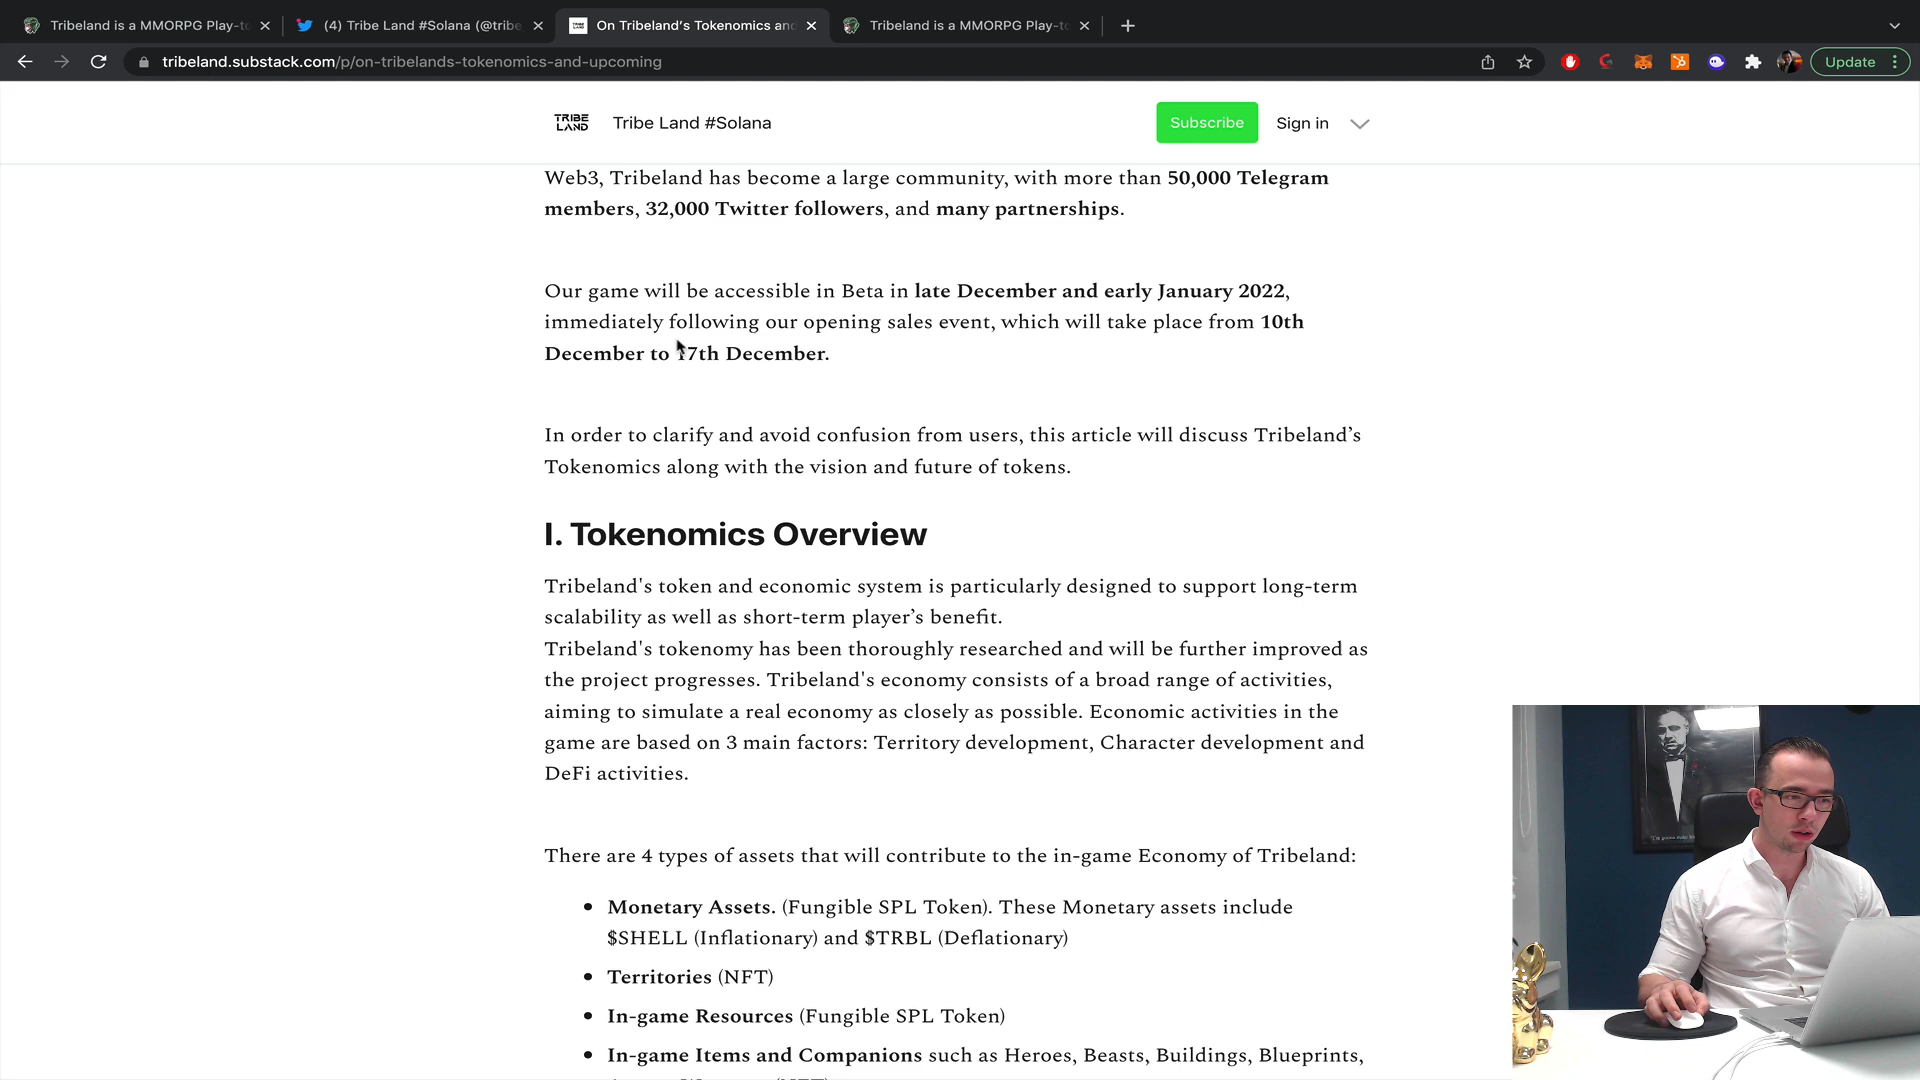 Tribeland is a MMORPG Play-to
(4) Tribe Land #Solana (@tribe
On Tribeland's Tokenomics and
Tribeland is a MMORPG Play-to
tribeland.substack.com/p/on-tribelands-tokenomics-and-upcoming
Update
TRIBE
LAND
Tribe Land #Solana
Subscribe
Sign in
Web3, Tribeland has become a large community, with more than 50,000 Telegram
members, 32,000 Twitter followers, and many partnerships.
Our game will be accessible in Beta in late December and early January 2022,
immediately following our opening sales event, which will take place from 10th
December to 17th December.
In order to clarify and avoid confusion from users, this article will discuss Tribeland’s
Tokenomics along with the vision and future of tokens.
I. Tokenomics Overview
Tribeland's token and economic system is particularly designed to support long-term
scalability as well as short-term player’s benefit.
Tribeland's tokenomy has been thoroughly researched and will be further improved as
the project progresses. Tribeland's economy consists of a broad range of activities,
aiming to simulate a real economy as closely as possible. Economic activities in the
game are based on 3 main factors: Territory development, Character development and
DeFi activities.
There are 4 types of assets that will contribute to the in-game Economy of Tribeland:
• Monetary Assets. (Fungible SPL Token). These Monetary assets include
$SHELL (Inflationary) and $TRBL (Deflationary)
• Territories (NFT)
• In-game Resources (Fungible SPL Token)
• In-game Items and Companions such as Heroes, Beasts, Buildings, Blueprints,